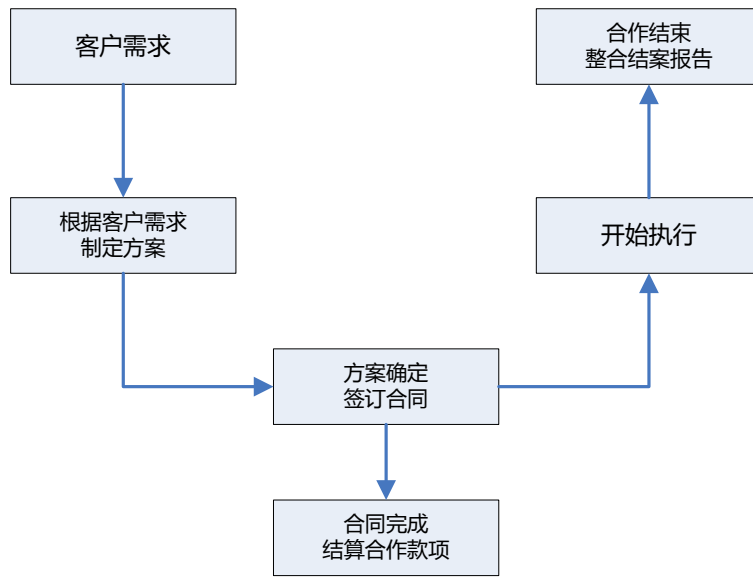 客户需求
合作结束
整合结案报告
根据客户需求
制定方案
开始执行
方案确定
签订合同
合同完成
结算合作款项